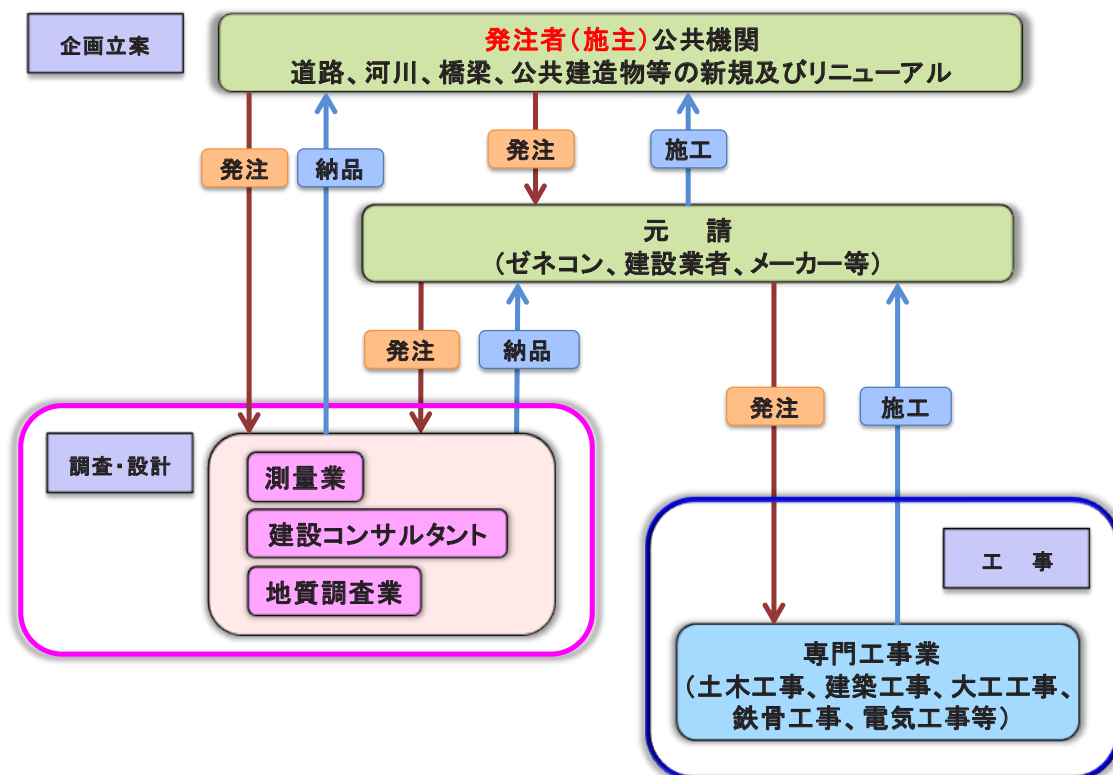 企画立案
発注者（施主）公共機関
道路、河川、橋梁、公共建造物等の新規及びリニューアル
発注
納品
発注
施工
元　請
（ゼネコン、建設業者、メーカー等）
発注
納品
発注
施工
調査・設計
測量業
建設コンサルタント
地質調査業
工　事
専門工事業
（土木工事、建築工事、大工工事、
鉄骨工事、電気工事等）